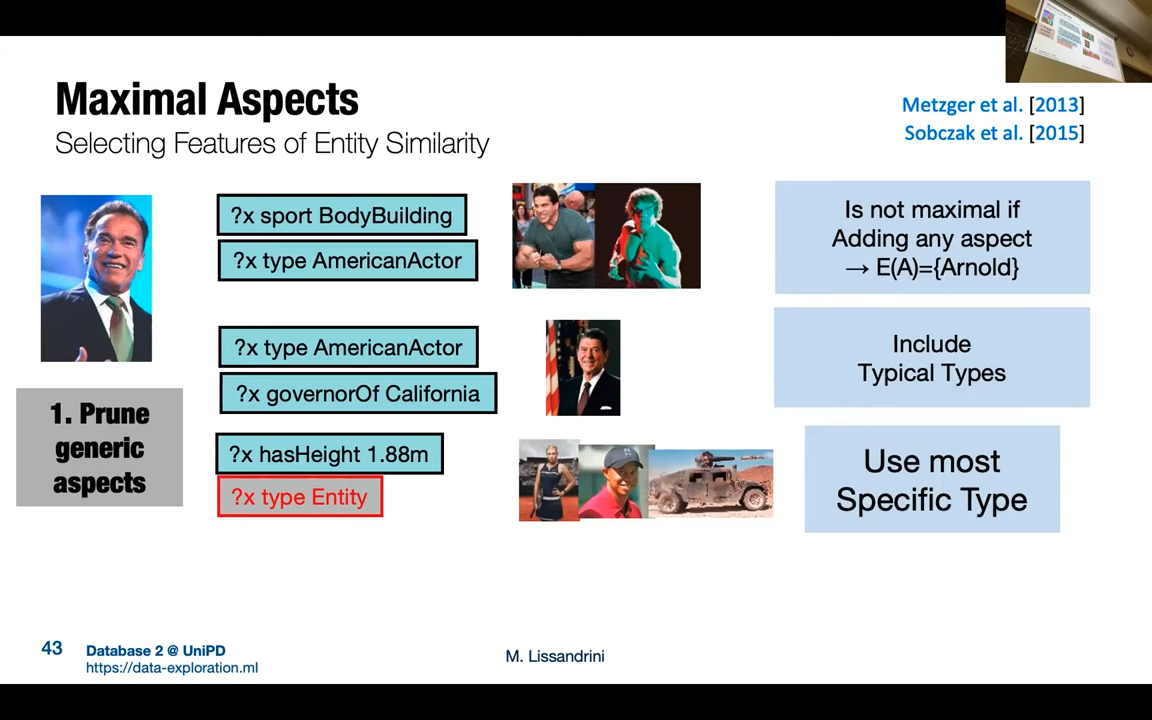 Maximal Aspects
Selecting Features of Entity Similarity
Metzger et al. [2013]
Sobczak et al. [2015]
?x sport BodyBuilding
?x type AmericanActor
Is not maximal if
Adding any aspect
→ E(A)={Arnold}
?x type AmericanActor
?x governorOf California
Include
Typical Types
1. Prune
generic
aspects
?x hasHeight 1.88m
?x type Entity
Use most
Specific Type
43
Database 2 @ UniPD
https://data-exploration.ml
M. Lissandrini